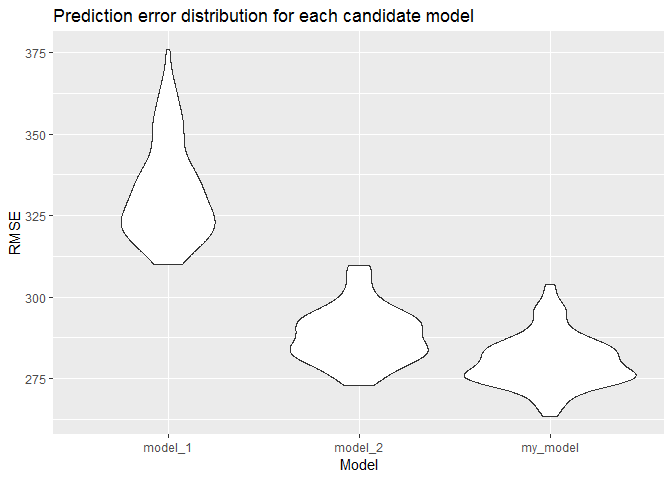 Prediction error distribution for each candidate model
375
350
325
300
275
RMSE
model_1
model_2
my_model
Model